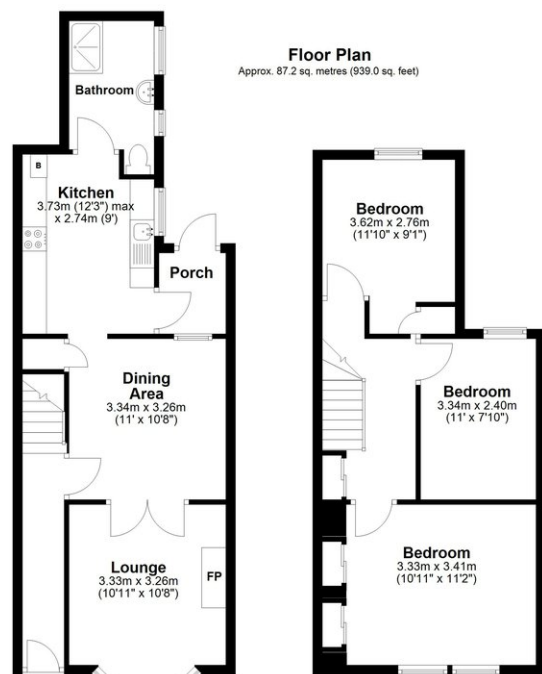 Floor Plan
Approx. 87.2 sq. metres (939.0 sq. feet)
Bathroom
B
Kitchen
3.73m (12'3") max
x 2.74m (9')
Porch
Dining
Area
3.34m x 3.26m
(11' x 10'8")
Lounge
3.33m x 3.26m
(10'11" x 10'8")
FP
Bedroom
3.62m x 2.76m
(11'10" x 9'1")
Bedroom
3.34m x 2.40m
(11' x 7'10")
Bedroom
3.33m x 3.41m
(10'11" x 11'2")